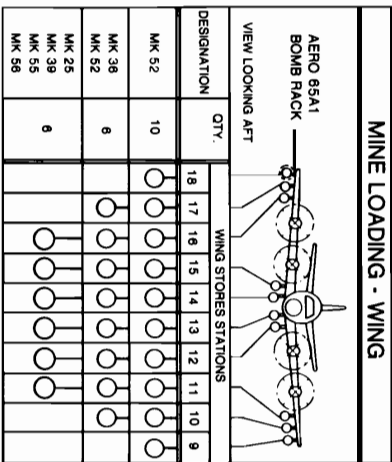 MINE LOADING - WING
AERO 65A1
BOMB RACK
VIEW LOOKING AFT
DESIGNATION QTY. WING STORES STATIONS
18 17 16 15 14 13 12 11 10 9
MK 52 10
MK 36
MK 52
8
MK 25
MK 39
MK 55
MK 56
6